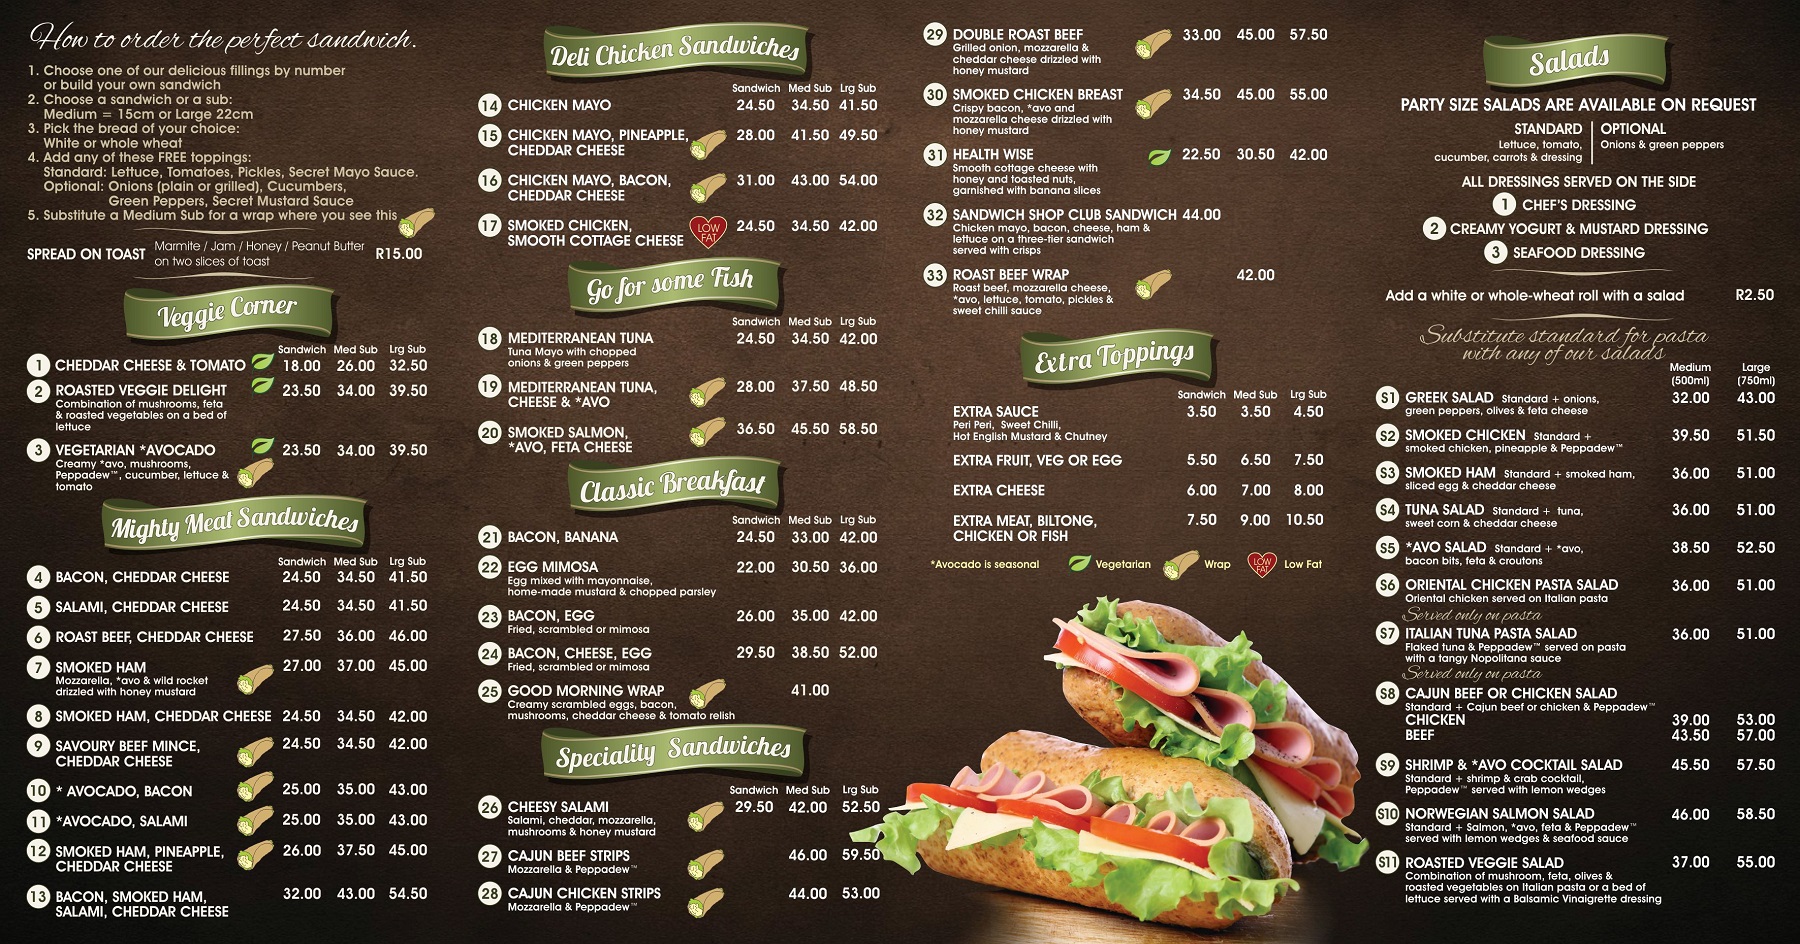 How to order the perfect sandwich.
1. Choose one of our delicious fillings by number
or build your own sandwich
2. Choose a sandwich or a sub:
Medium = 15cm or Large 22cm
3. Pick the bread of your choice:
White or whole wheat
4. Add any of these FREE toppings:
Standard: Lettuce, Tomatoes, Pickles, Secret Mayo Sauce.
Optional: Onions (plain or grilled), Cucumbers,
Green Peppers, Secret Mustard Sauce
5. Substitute a Medium Sub for a wrap where you see this
SPREAD ON TOAST Marmite / Jam / Honey / Peanut Butter R15.00
on two slices of toast
Veggie Corner
Sandwich Med Sub Lrg Sub
1 CHEDDAR CHEESE & TOMATO 18.00 26.00 32.50
2 ROASTED VEGGIE DELIGHT 23.50 34.00 39.50
Combination of mushrooms, feta
& roasted vegetables on a bed of
lettuce
3 VEGETARIAN *AVOCADO 23.50 34.00 39.50
Creamy *avo, mushrooms,
Peppadew™, cucumber, lettuce &
tomato
Mighty Meat Sandwiches
Sandwich Med Sub Lrg Sub
4 BACON, CHEDDAR CHEESE 24.50 34.50 41.50
5 SALAMI, CHEDDAR CHEESE 24.50 34.50 41.50
6 ROAST BEEF, CHEDDAR CHEESE 27.50 36.00 46.00
7 SMOKED HAM 27.00 37.00 45.00
Mozzarella, *avo & wild rocket
drizzled with honey mustard
8 SMOKED HAM, CHEDDAR CHEESE 24.50 34.50 42.00
9 SAVOURY BEEF MINCE, 24.50 34.50 42.00
CHEDDAR CHEESE
10 * AVOCADO, BACON 25.00 35.00 43.00
11 *AVOCADO, SALAMI 25.00 35.00 43.00
12 SMOKED HAM, PINEAPPLE, 26.00 37.50 45.00
CHEDDAR CHEESE
13 BACON, SMOKED HAM, 32.00 43.00 54.50
SALAMI, CHEDDAR CHEESE
Deli Chicken Sandwiches
Sandwich Med Sub Lrg Sub
14 CHICKEN MAYO 24.50 34.50 41.50
15 CHICKEN MAYO, PINEAPPLE, 28.00 41.50 49.50
CHEDDAR CHEESE
16 CHICKEN MAYO, BACON, 31.00 43.00 54.00
CHEDDAR CHEESE
17 SMOKED CHICKEN, LOW FAT 24.50 34.50 42.00
SMOOTH COTTAGE CHEESE
Go for some Fish
Sandwich Med Sub Lrg Sub
18 MEDITERRANEAN TUNA 24.50 34.50 42.00
Tuna Mayo with chopped
onions & green peppers
19 MEDITERRANEAN TUNA, 28.00 37.50 48.50
CHEESE & *AVO
20 SMOKED SALMON, 36.50 45.50 58.50
*AVO, FETA CHEESE
Classic Breakfast
Sandwich Med Sub Lrg Sub
21 BACON, BANANA 24.50 33.00 42.00
22 EGG MIMOSA 22.00 30.50 36.00
Egg mixed with mayonnaise,
home-made mustard & chopped parsley
23 BACON, EGG 26.00 35.00 42.00
Fried, scrambled or mimosa
24 BACON, CHEESE, EGG 29.50 38.50 52.00
Fried, scrambled or mimosa
25 GOOD MORNING WRAP 41.00
Creamy scrambled eggs, bacon,
mushrooms, cheddar cheese & tomato relish
Speciality Sandwiches
Sandwich Med Sub Lrg Sub
26 CHEESY SALAMI 29.50 42.00 52.50
Salami, cheddar, mozzarella,
mushrooms & honey mustard
27 CAJUN BEEF STRIPS 46.00 59.50
Mozzarella & Peppadew™
28 CAJUN CHICKEN STRIPS 44.00 53.00
Mozzarella & Peppadew™
29 DOUBLE ROAST BEEF 33.00 45.00 57.50
Grilled onion, mozzarella &
cheddar cheese drizzled with
honey mustard
30 SMOKED CHICKEN BREAST 34.50 45.00 55.00
Crispy bacon, *avo and
mozzarella cheese drizzled with
honey mustard
31 HEALTH WISE 22.50 30.50 42.00
Smooth cottage cheese with
honey and toasted nuts,
garnished with banana slices
32 SANDWICH SHOP CLUB SANDWICH 44.00
Chicken mayo, bacon, cheese, ham &
lettuce on a three-tier sandwich
served with crisps
33 ROAST BEEF WRAP 42.00
Roast beef, mozzarella cheese,
*avo, lettuce, tomato, pickles &
sweet chilli sauce
Extra Toppings
Sandwich Med Sub Lrg Sub
EXTRA SAUCE 3.50 3.50 4.50
Peri Peri, Sweet Chilli,
Hot English Mustard & Chutney
EXTRA FRUIT, VEG OR EGG 5.50 6.50 7.50
EXTRA CHEESE 6.00 7.00 8.00
EXTRA MEAT, BILTONG, 7.50 9.00 10.50
CHICKEN OR FISH
*Avocado is seasonal Vegetarian Wrap LOW FAT Low Fat
Salads
PARTY SIZE SALADS ARE AVAILABLE ON REQUEST
STANDARD OPTIONAL
Lettuce, tomato, Onions & green peppers
cucumber, carrots & dressing
ALL DRESSINGS SERVED ON THE SIDE
1 CHEF'S DRESSING
2 CREAMY YOGURT & MUSTARD DRESSING
3 SEAFOOD DRESSING
Add a white or whole-wheat roll with a salad R2.50
Substitute standard for pasta
with any of our salads
Medium Large
(500ml) (750ml)
S1 GREEK SALAD Standard + onions, 32.00 43.00
green peppers, olives & feta cheese
S2 SMOKED CHICKEN Standard + 39.50 51.50
smoked chicken, pineapple & Peppadew™
S3 SMOKED HAM Standard + smoked ham, 36.00 51.00
sliced egg & cheddar cheese
S4 TUNA SALAD Standard + tuna, 36.00 51.00
sweet corn & cheddar cheese
S5 *AVO SALAD Standard + *avo, 38.50 52.50
bacon bits, feta & croutons
S6 ORIENTAL CHICKEN PASTA SALAD 36.00 51.00
Oriental chicken served on Italian pasta
Served only on pasta
S7 ITALIAN TUNA PASTA SALAD 36.00 51.00
Flaked tuna & Peppadew™ served on pasta
with a tangy Nopolitana sauce
Served only on pasta
S8 CAJUN BEEF OR CHICKEN SALAD
Standard + Cajun beef or chicken & Peppadew™
CHICKEN 39.00 53.00
BEEF 43.50 57.00
S9 SHRIMP & *AVO COCKTAIL SALAD 45.50 57.50
Standard + shrimp & crab cocktail,
Peppadew™ served with lemon wedges
S10 NORWEGIAN SALMON SALAD 46.00 58.50
Standard + Salmon, *avo, feta & Peppadew™
served with lemon wedges & seafood sauce
S11 ROASTED VEGGIE SALAD 37.00 55.00
Combination of mushroom, feta, olives &
roasted vegetables on Italian pasta or a bed of
lettuce served with a Balsamic Vinaigrette dressing